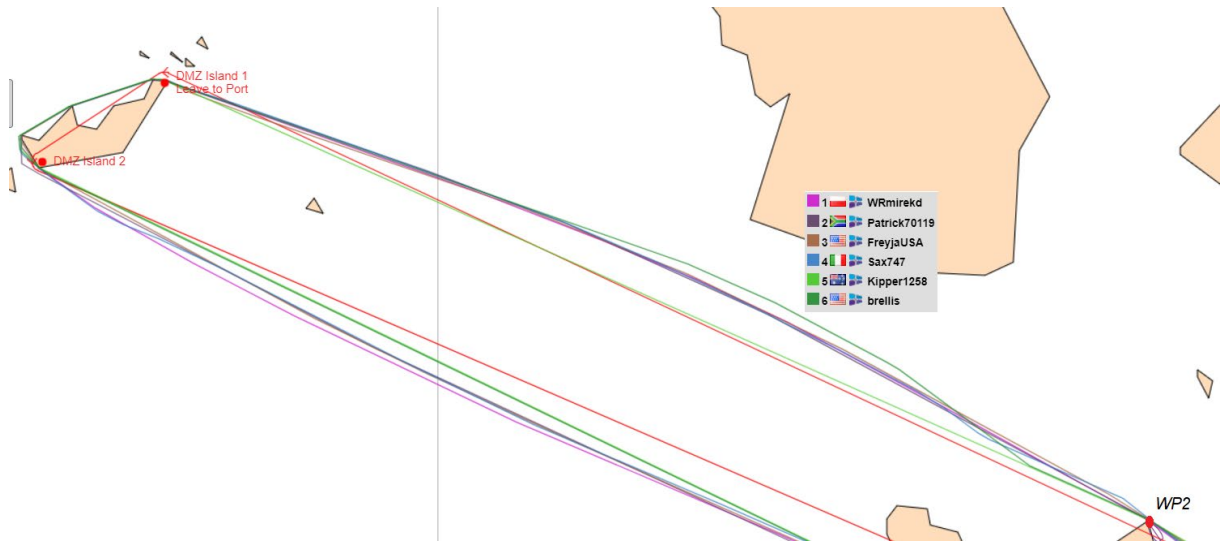 DMZ Island 1
Leave to Port
DMZ Island 2
1 WRmirekd
2 Patrick70119
3 FreyjaUSA
4 Sax747
5 Kipper1258
6 brellis
WP2